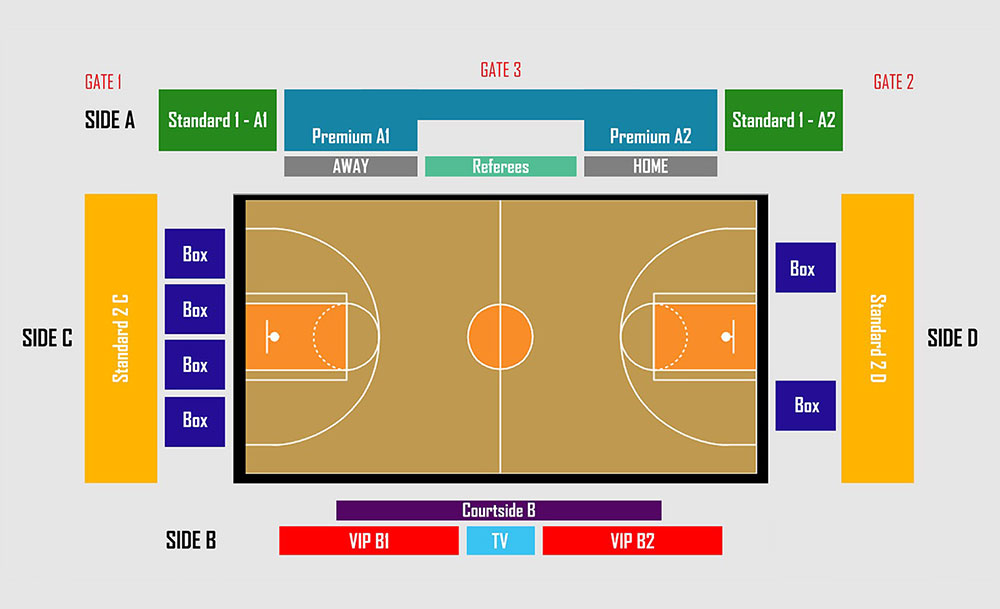 GATE 3
GATE 1
GATE 2
SIDE A
Standard 1 - A1
Standard 1 - A2
Premium A1
Premium A2
AWAY
Referees
HOME
Box
Box
Box
Box
Standard 2 C
SIDE C
Box
Box
Standard 2 D
SIDE D
Courtside B
SIDE B
VIP B1
TV
VIP B2